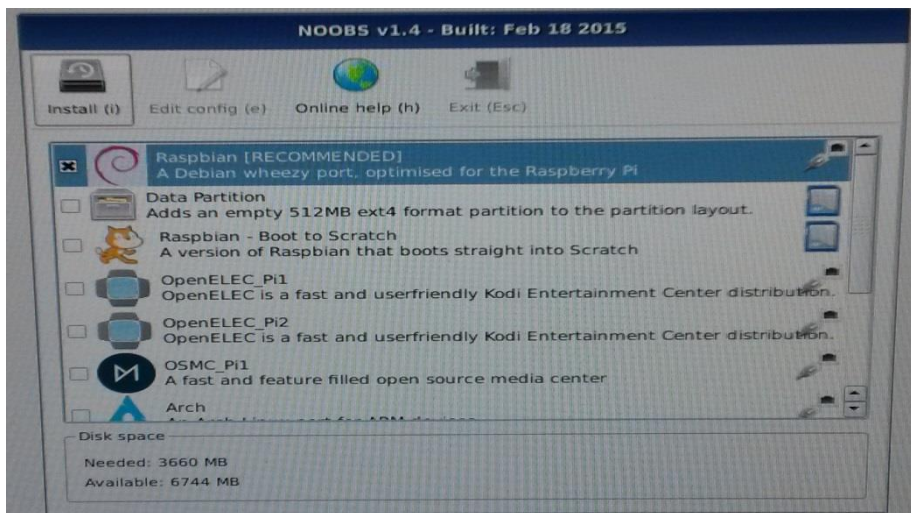 NOOBS v1.4 - Built: Feb 18 2015
Install (i) Edit config (e) Online help (h) Exit (Esc)
Raspbian [RECOMMENDED]
A Debian wheezy port, optimised for the Raspberry Pi
Data Partition
Adds an empty 512MB ext4 format partition to the partition layout.
Raspbian - Boot to Scratch
A version of Raspbian that boots straight into Scratch
OpenELEC_Pi1
OpenELEC is a fast and userfriendly Kodi Entertainment Center distribution.
OpenELEC_Pi2
OpenELEC is a fast and userfriendly Kodi Entertainment Center distribution.
OSMC_Pi1
A fast and feature filled open source media center
Arch
Disk space
Needed: 3660 MB
Available: 6744 MB